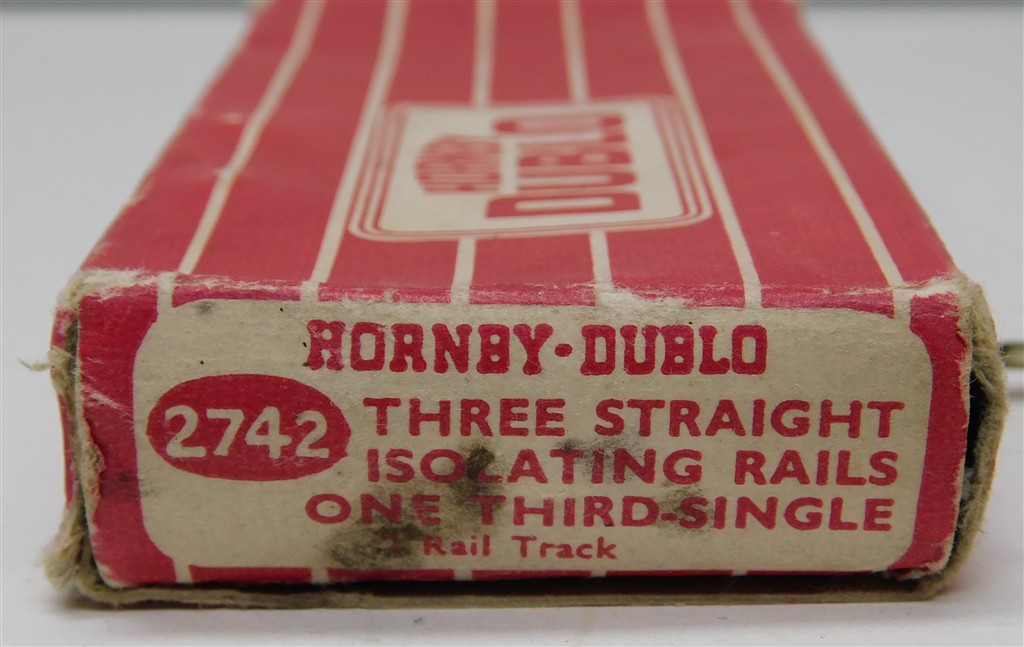 HORNBY
DUBLO
HORNBY·DUBLO
2742
THREE STRAIGHT
ISOLATING RAILS
ONE THIRD-SINGLE
2 Rail Track